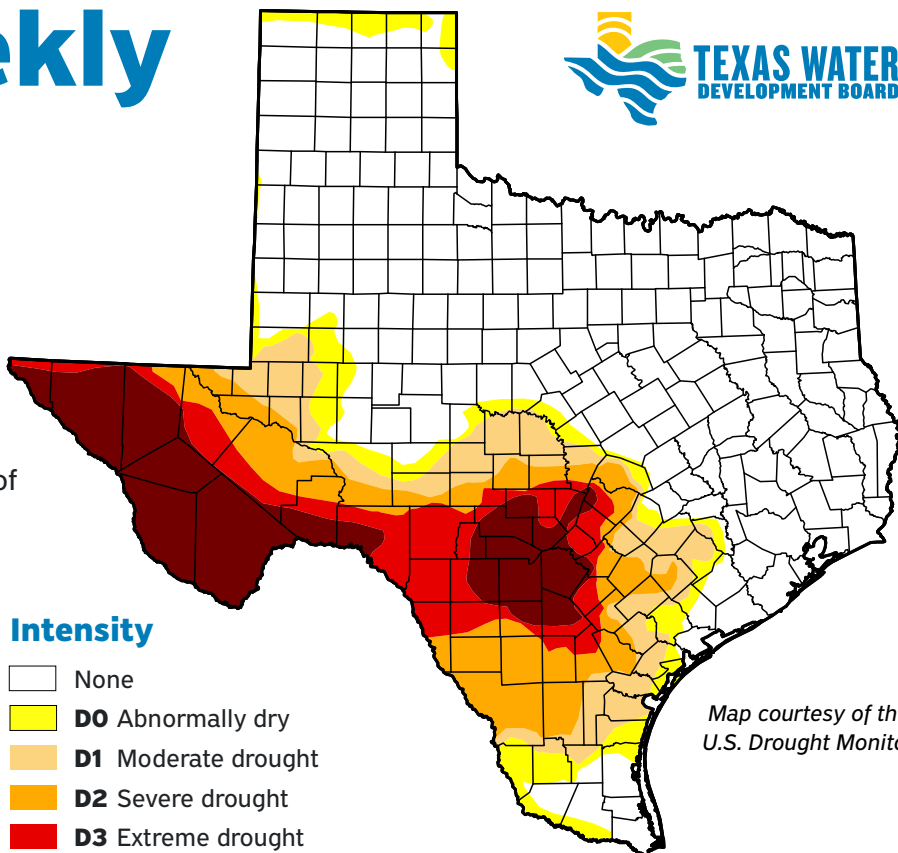 ekly
TEXAS WATER
DEVELOPMENT BOARD
of
Intensity
None
D0 Abnormally dry
D1 Moderate drought
D2 Severe drought
D3 Extreme drought
Map courtesy of th
U.S. Drought Monito